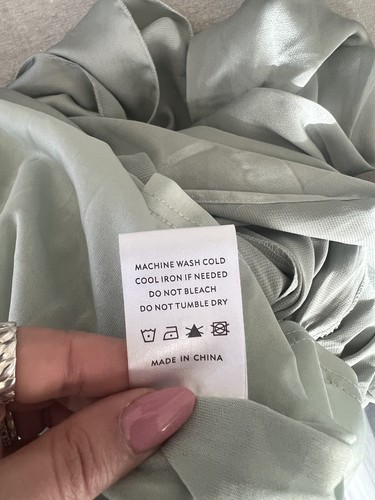 MACHINE WASH COLD
COOL IRON IF NEEDED
DO NOT BLEACH
DO NOT TUMBLE DRY
MADE IN CHINA